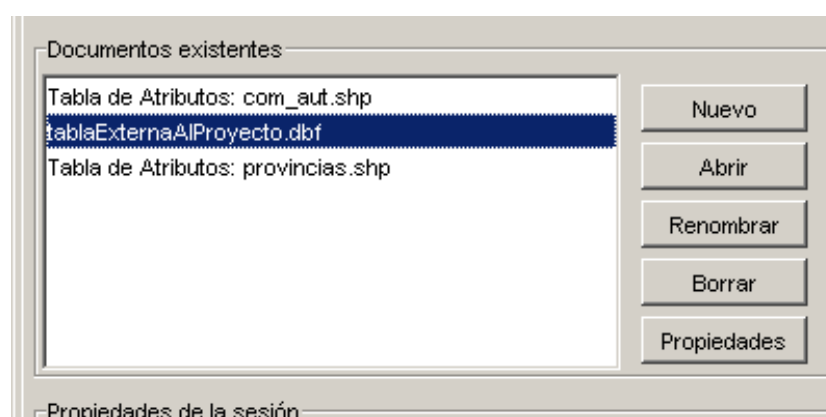 Documentos existentes
Tabla de Atributos: com_aut.shp
tablaExternaAlProyecto.dbf
Tabla de Atributos: provincias.shp
Nuevo
Abrir
Renombrar
Borrar
Propiedades
Propiedades de la sesión